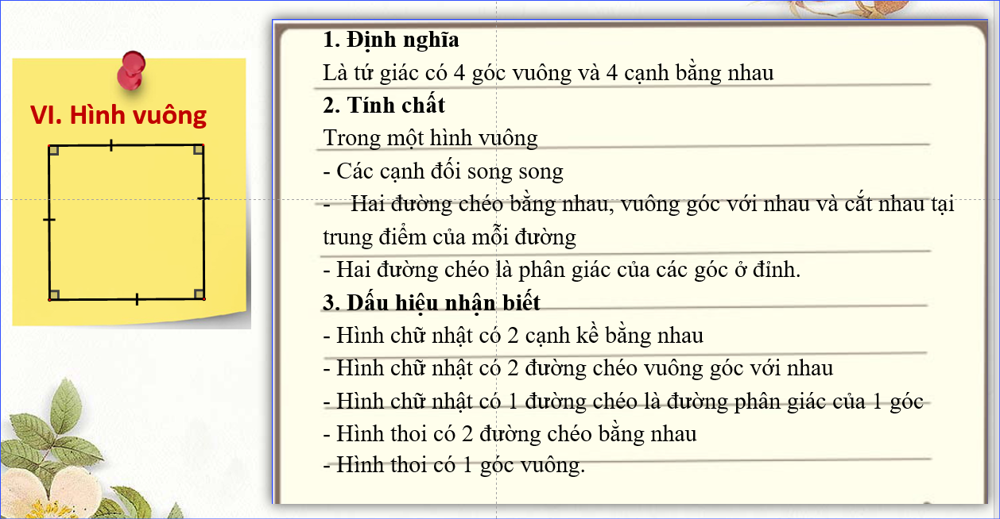 VI. Hình vuông
1. Định nghĩa
Là tứ giác có 4 góc vuông và 4 cạnh bằng nhau
2. Tính chất
Trong một hình vuông
- Các cạnh đối song song
- Hai đường chéo bằng nhau, vuông góc với nhau và cắt nhau tại
trung điểm của mỗi đường
- Hai đường chéo là phân giác của các góc ở đỉnh.
3. Dấu hiệu nhận biết
- Hình chữ nhật có 2 cạnh kề bằng nhau
- Hình chữ nhật có 2 đường chéo vuông góc với nhau
- Hình chữ nhật có 1 đường chéo là đường phân giác của 1 góc
- Hình thoi có 2 đường chéo bằng nhau
- Hình thoi có 1 góc vuông.